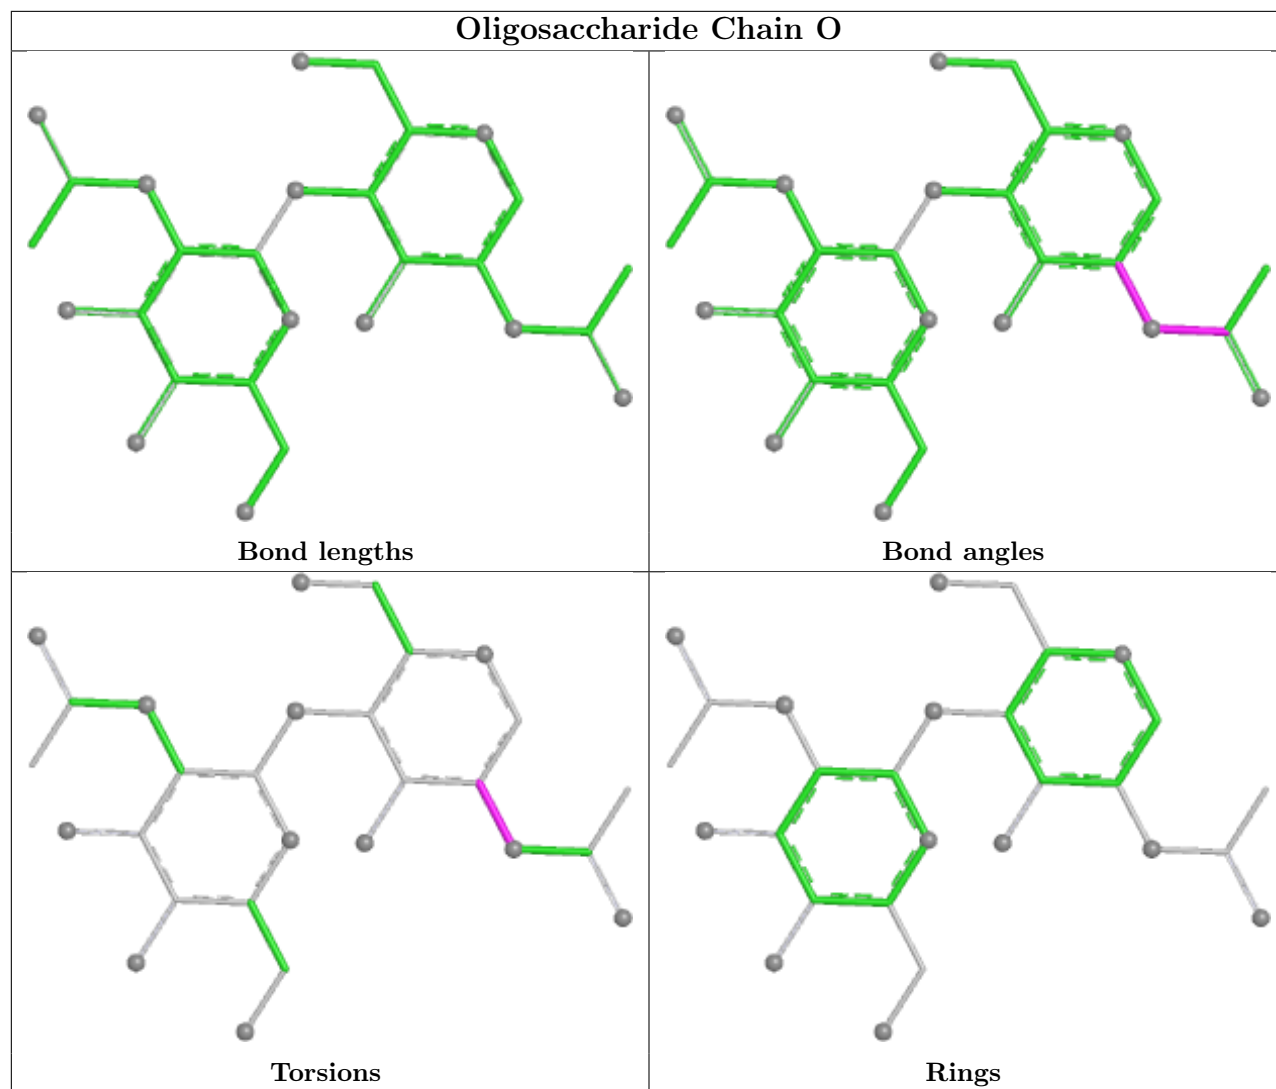 Oligosaccharide Chain O
Bond lengths
Bond angles
Torsions
Rings